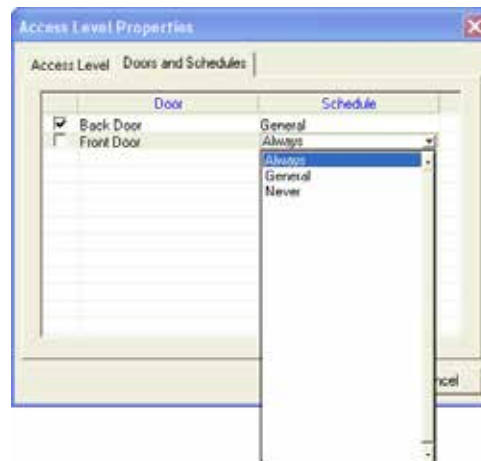 Access Level Properties
Access Level Doors and Schedules
Door Schedule
Back Door General
Front Door Always
Always
General
Never
ncel